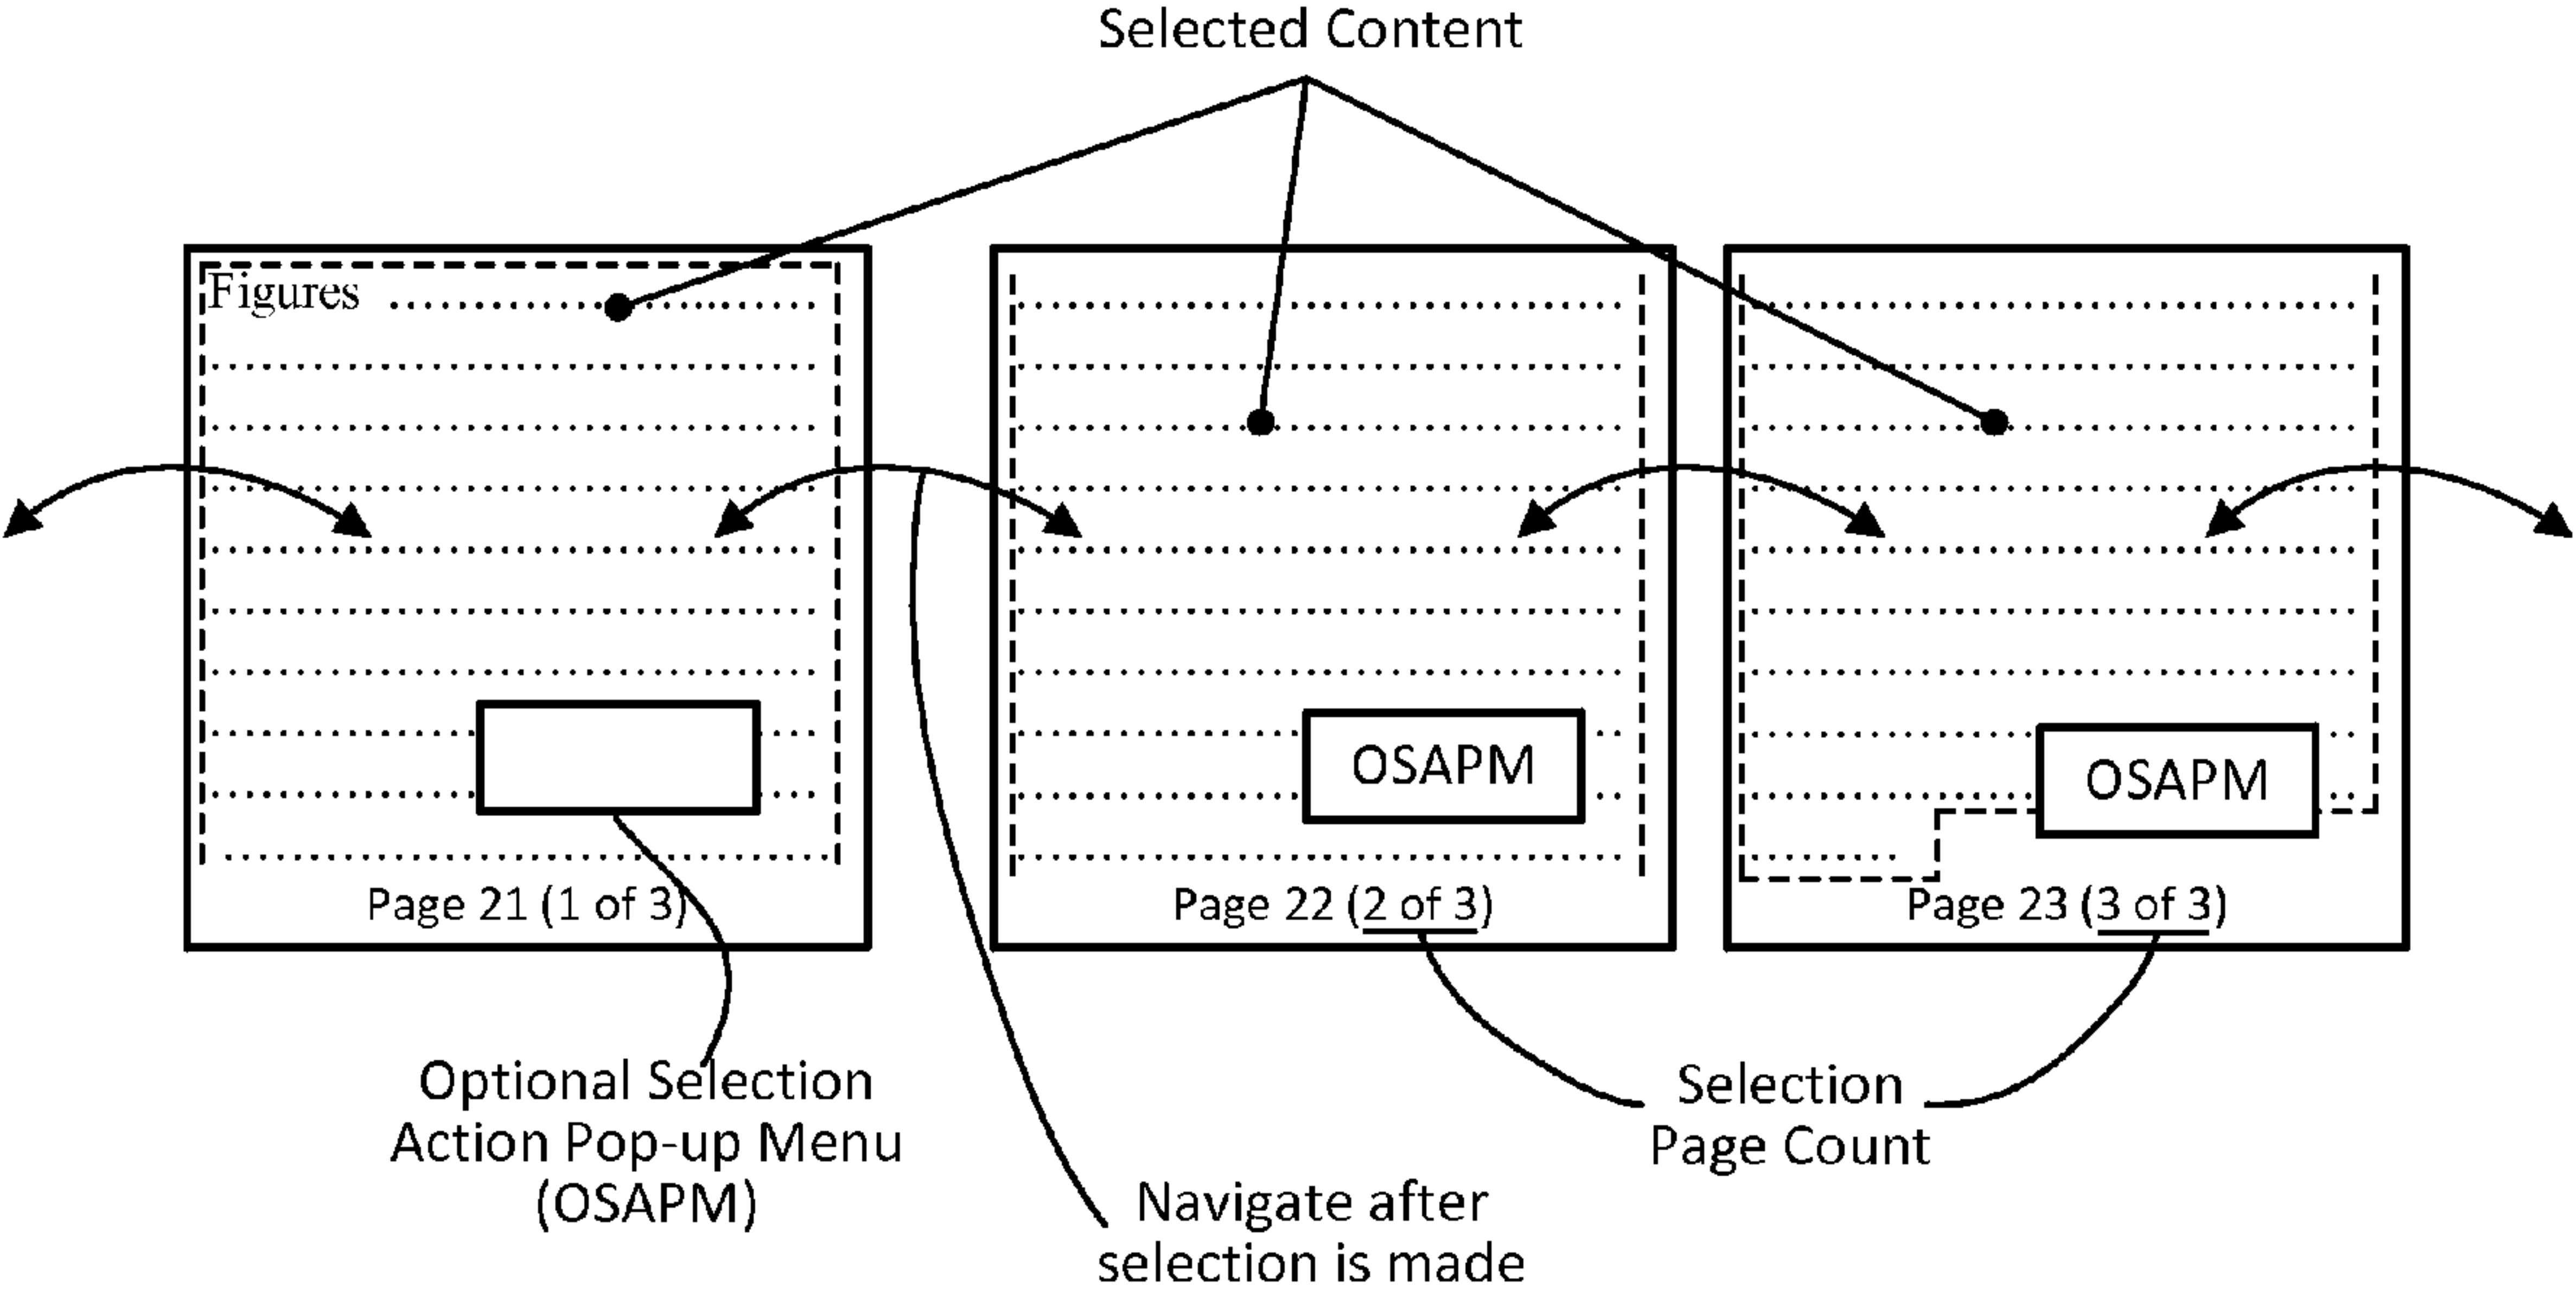 Selected Content
Figures
OSAPM
OSAPM
Page 21 (1 of 3)
Page 22 (2 of 3)
Page 23 (3 of 3)
Optional Selection
Action Pop-up Menu
(OSAPM)
Navigate after
selection is made
Selection
Page Count